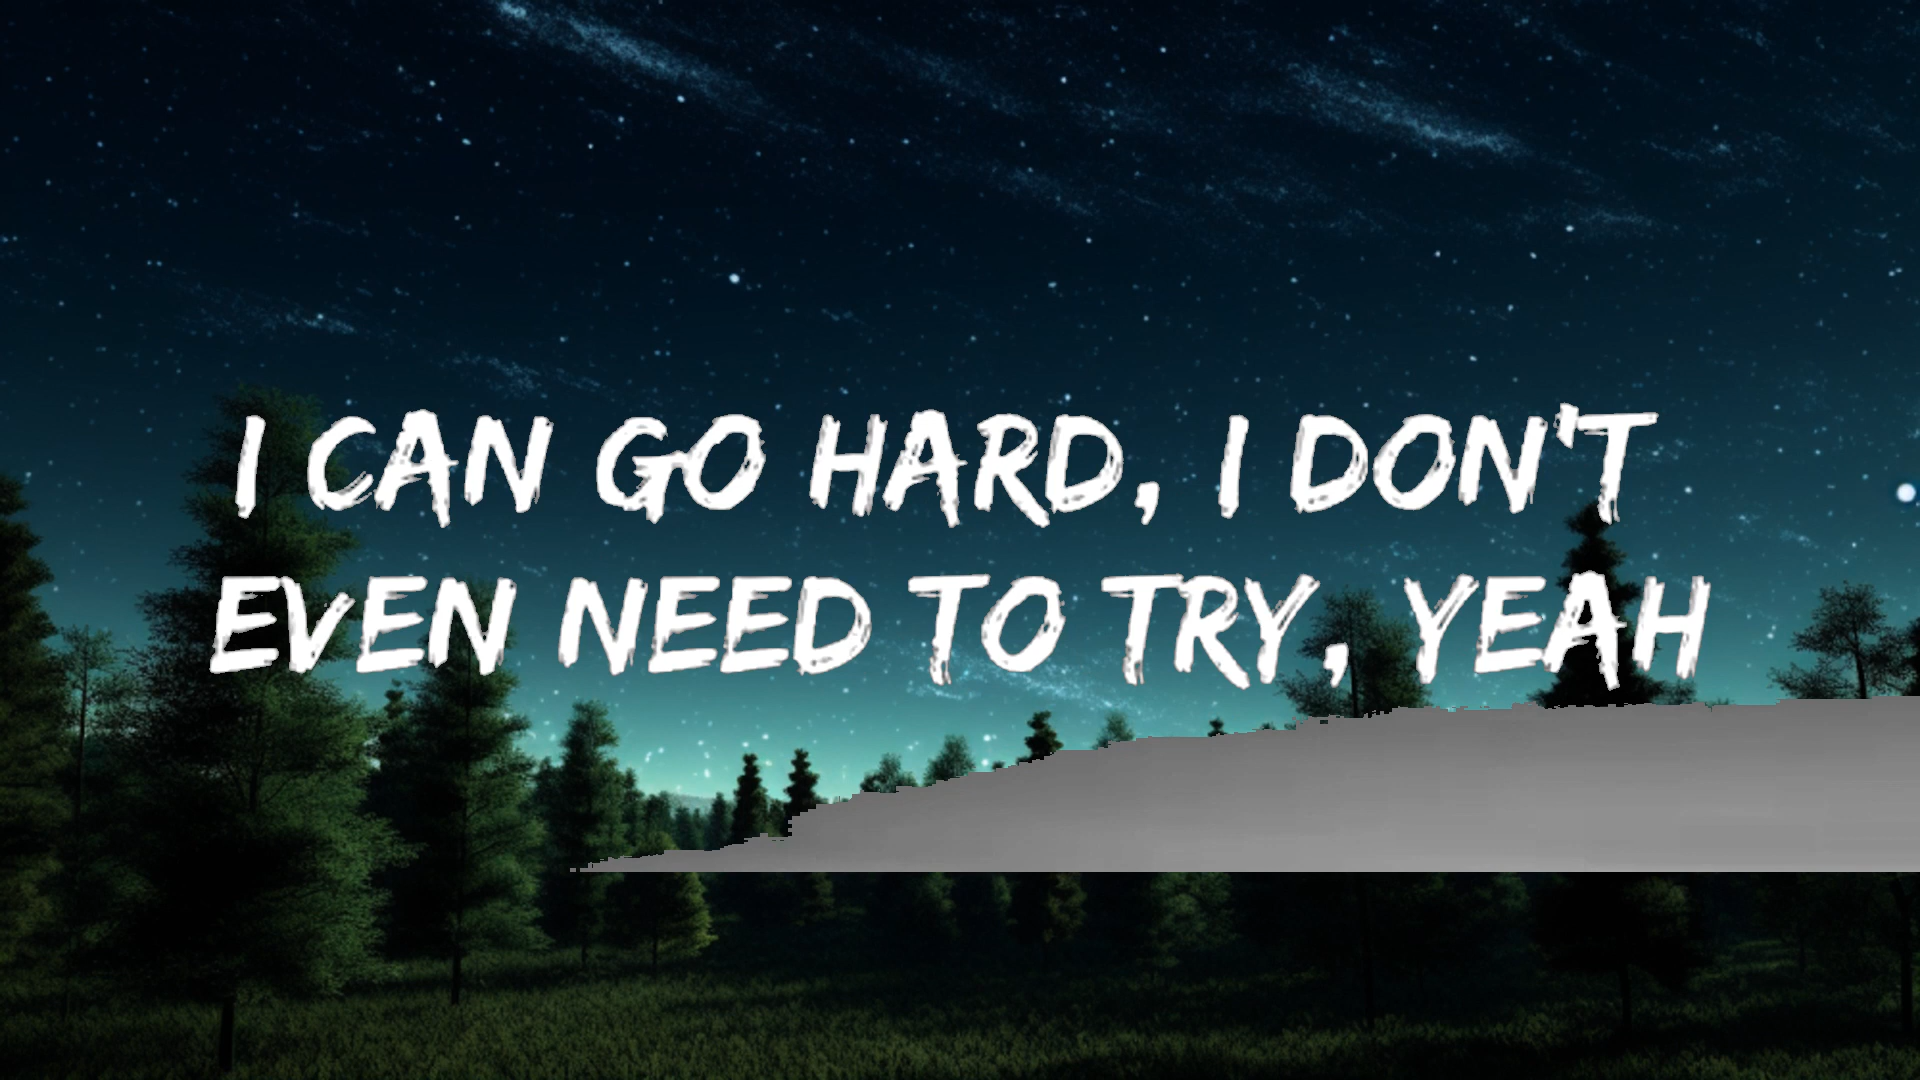 I CAN GO HARD, I DON'T
EVEN NEED TO TRY, YEAH